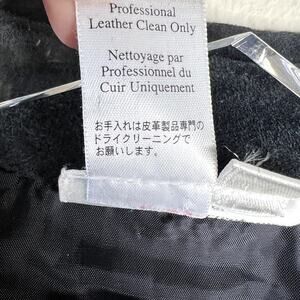 Professional
Leather Clean Only
Nettoyage par
Professionnel du
Cuir Uniquement
お手入れは皮革製品専門の
ドライクリーニングで
お願いします。